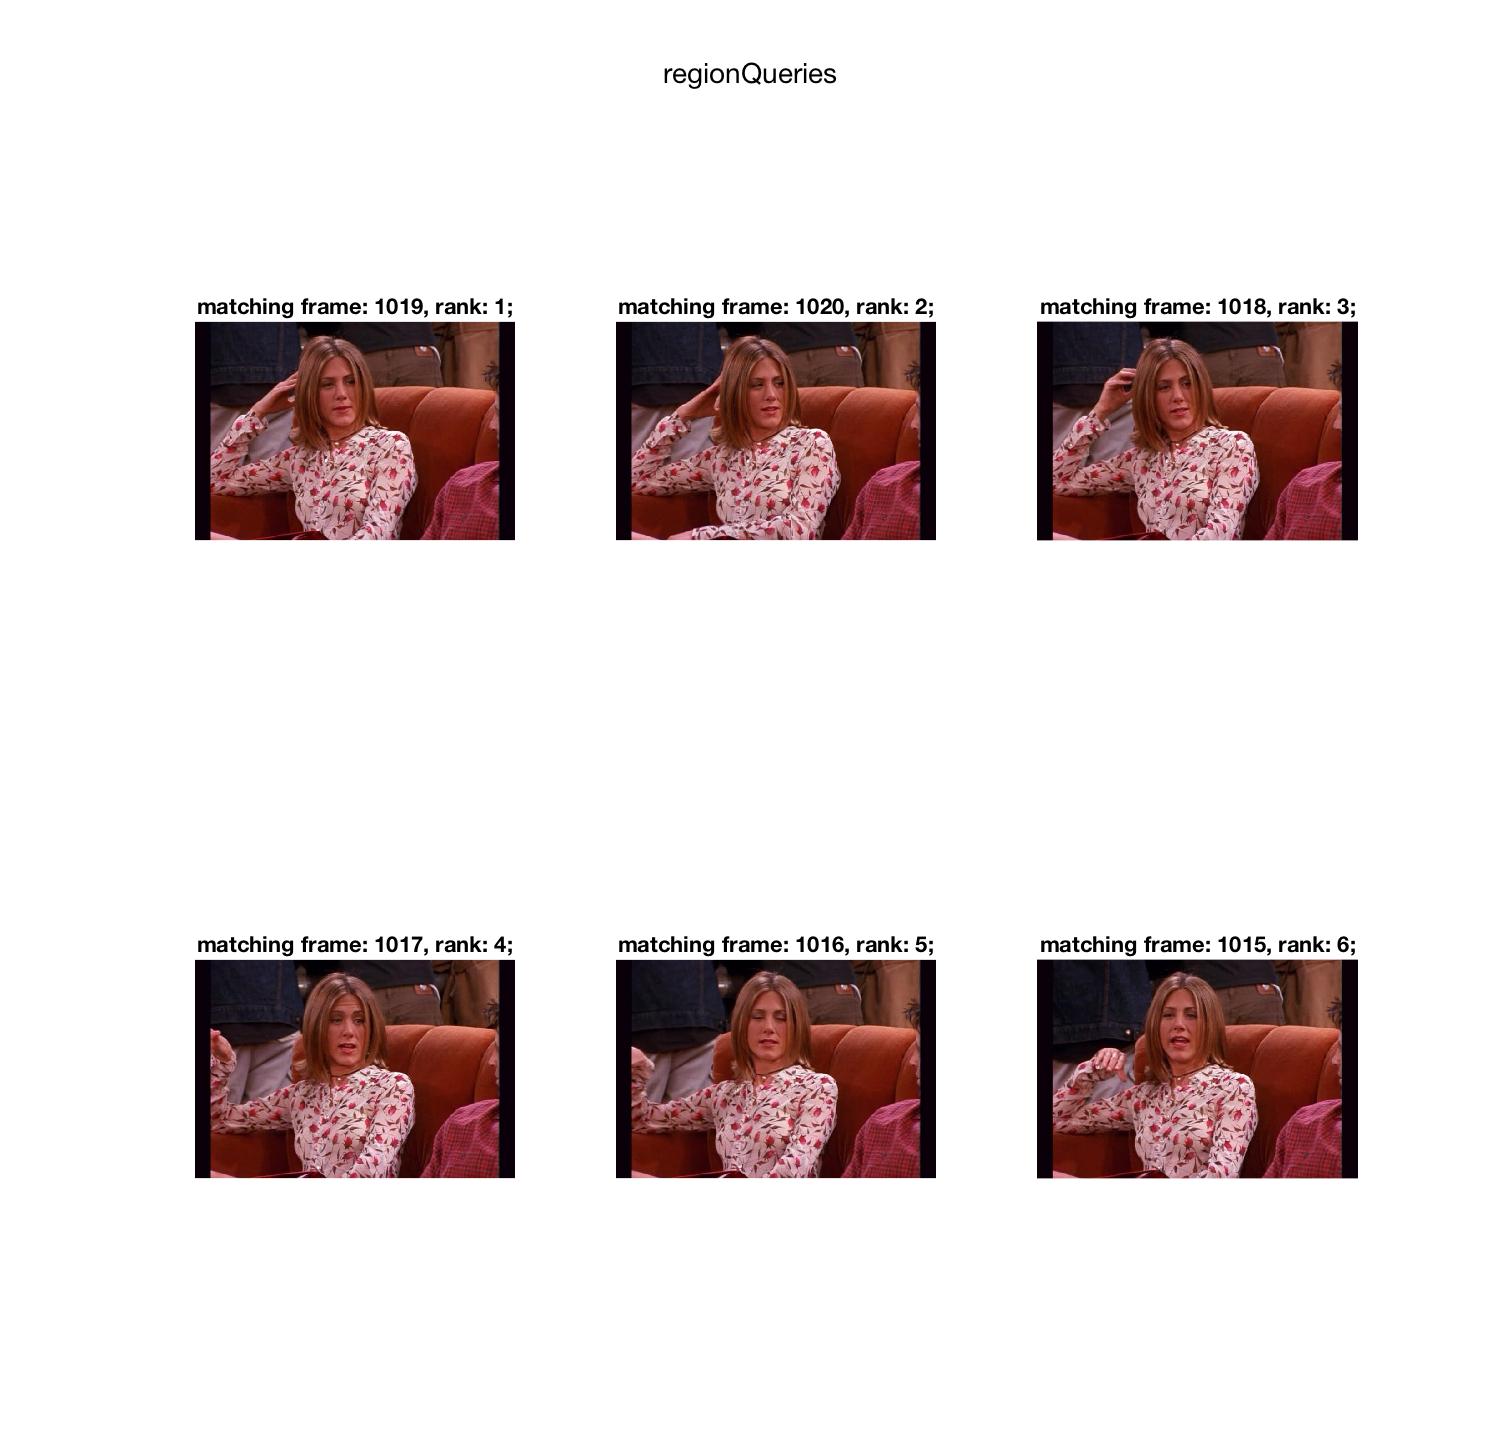 regionQueries
matching frame: 1019, rank: 1;
matching frame: 1020, rank: 2;
matching frame: 1018, rank: 3;
matching frame: 1017, rank: 4;
matching frame: 1016, rank: 5;
matching frame: 1015, rank: 6;